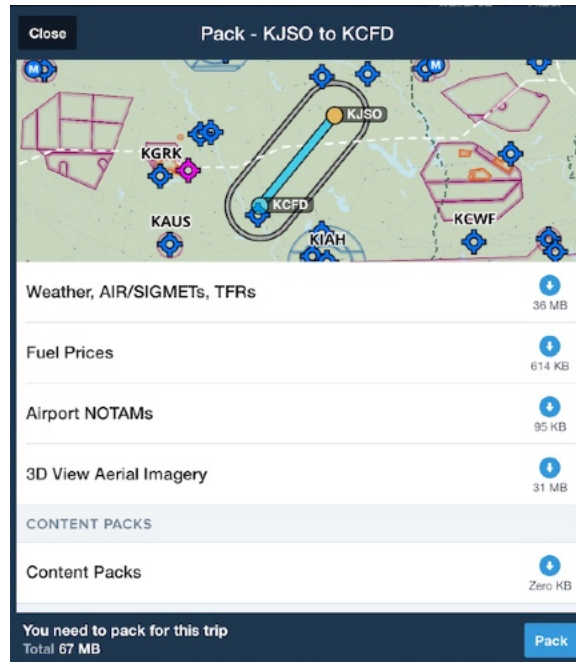 Close
Pack - KJSO to KCFD
M
M
KJSO
KGRK
KCFD
KAUS
KCWF
KIAH
Weather, AIR/SIGMETs, TFRs
36 MB
Fuel Prices
614 KB
Airport NOTAMs
95 KB
3D View Aerial Imagery
31 MB
CONTENT PACKS
Content Packs
Zero KB
You need to pack for this trip
Total 67 MB
Pack